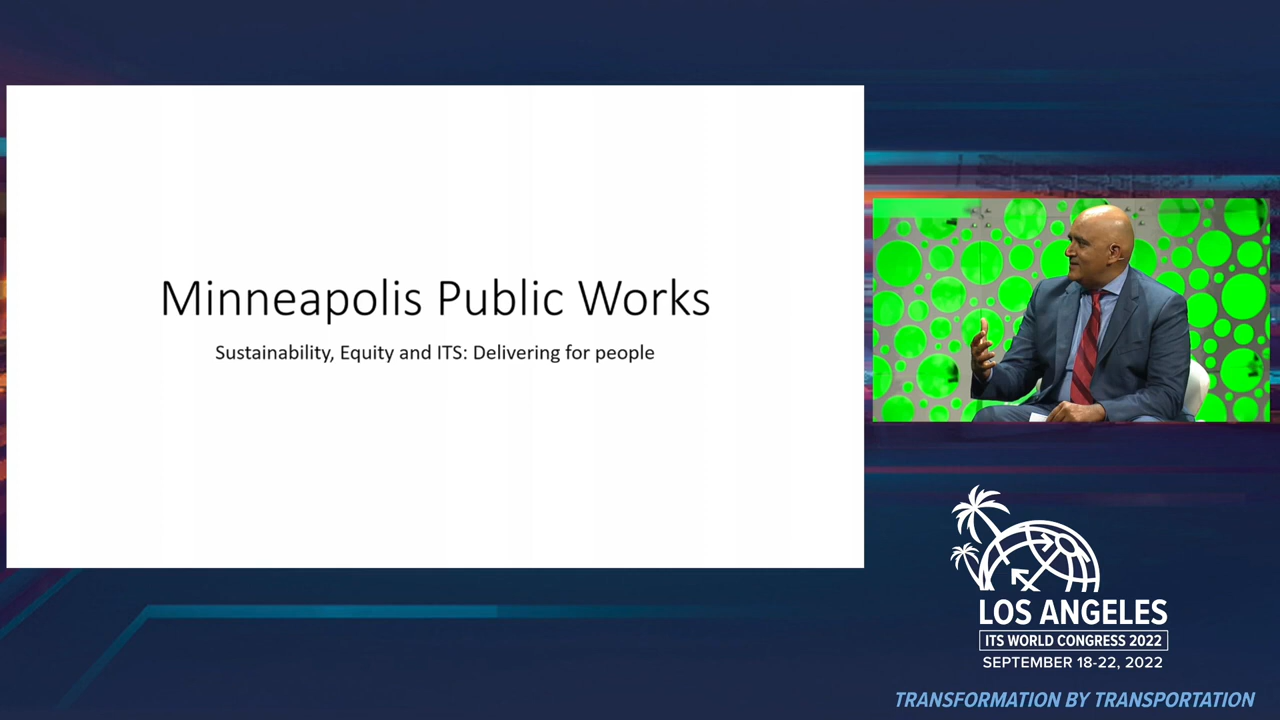 Minneapolis Public Works
Sustainability, Equity and ITS: Delivering for people
LOS ANGELES
ITS WORLD CONGRESS 2022
SEPTEMBER 18-22, 2022
TRANSFORMATION BY TRANSPORTATION